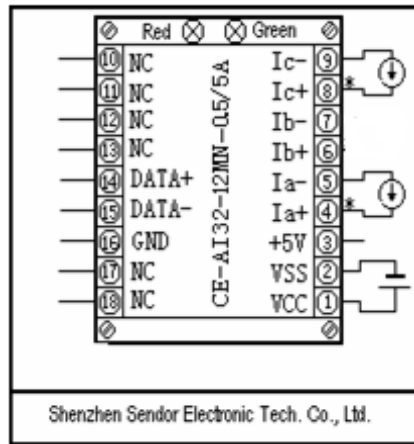 Red Green
10 NC Ic- 9
11 NC Ic+ 8 *
12 NC Ib- 7
13 NC Ib+ 6
14 DATA+ Ia- 5
15 DATA- Ia+ 4 *
16 GND +5V 3
17 NC VSS 2
18 NC VCC 1
CE-AI32-12MN-0.5/5A
Shenzhen Sendor Electronic Tech. Co., Ltd.